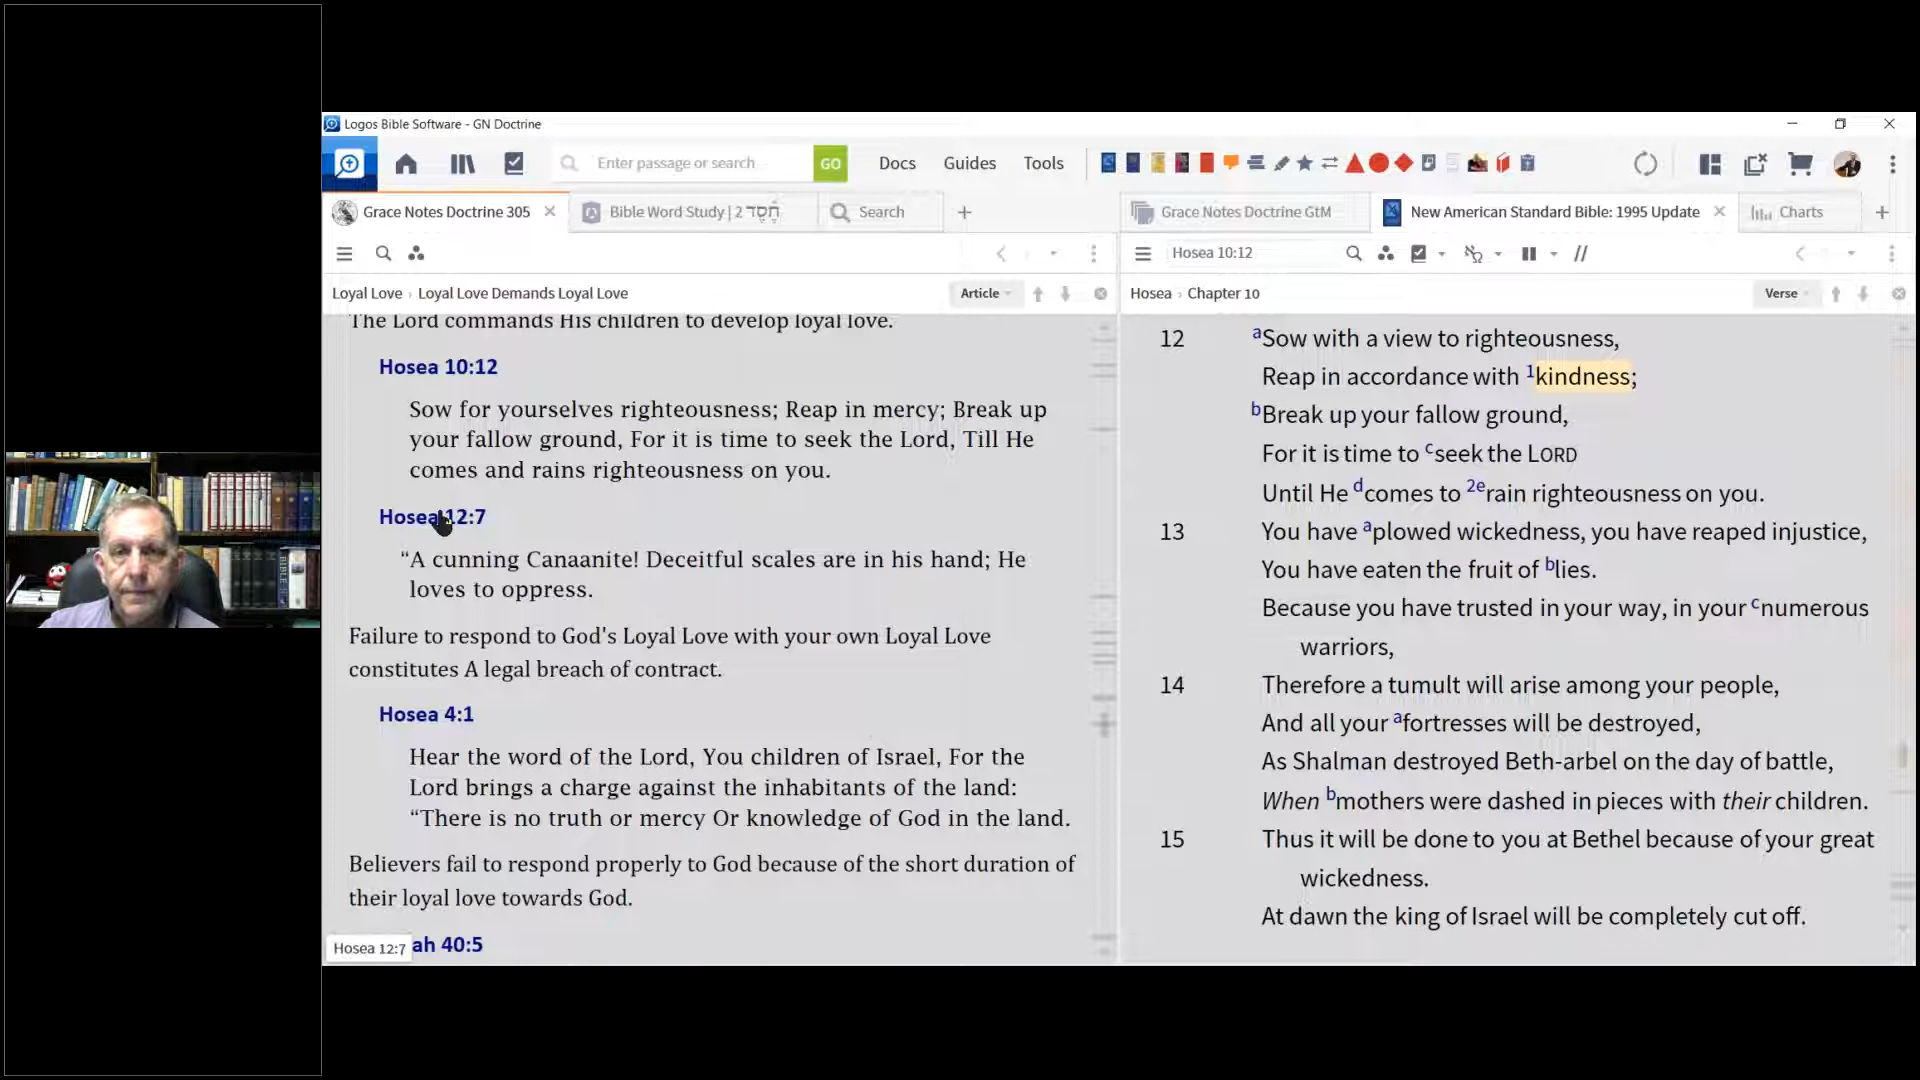 Logos Bible Software - GN Doctrine
Enter passage or search
GO
Docs
Guides
Tools
Grace Notes Doctrine 305
Bible Word Study | 2 חֶסֶד
Search
Loyal Love › Loyal Love Demands Loyal Love
Article
The Lord commands His children to develop loyal love.
Hosea 10:12
Sow for yourselves righteousness; Reap in mercy; Break up
your fallow ground, For it is time to seek the Lord, Till He
comes and rains righteousness on you.
Hosea 12:7
“A cunning Canaanite! Deceitful scales are in his hand; He
loves to oppress.
Failure to respond to God's Loyal Love with your own Loyal Love
constitutes A legal breach of contract.
Hosea 4:1
Hear the word of the Lord, You children of Israel, For the
Lord brings a charge against the inhabitants of the land:
“There is no truth or mercy Or knowledge of God in the land.
Believers fail to respond properly to God because of the short duration of
their loyal love towards God.
ah 40:5
Hosea 12:7
Grace Notes Doctrine GtM
New American Standard Bible: 1995 Update
Charts
Hosea 10:12
Hosea › Chapter 10
Verse
12 aSow with a view to righteousness,
Reap in accordance with 1kindness;
bBreak up your fallow ground,
For it is time to cseek the LORD
Until He dcomes to 2erain righteousness on you.
13 You have aplowed wickedness, you have reaped injustice,
You have eaten the fruit of blies.
Because you have trusted in your way, in your cnumerous
warriors,
14 Therefore a tumult will arise among your people,
And all your afortresses will be destroyed,
As Shalman destroyed Beth-arbel on the day of battle,
When bmothers were dashed in pieces with their children.
15 Thus it will be done to you at Bethel because of your great
wickedness.
At dawn the king of Israel will be completely cut off.